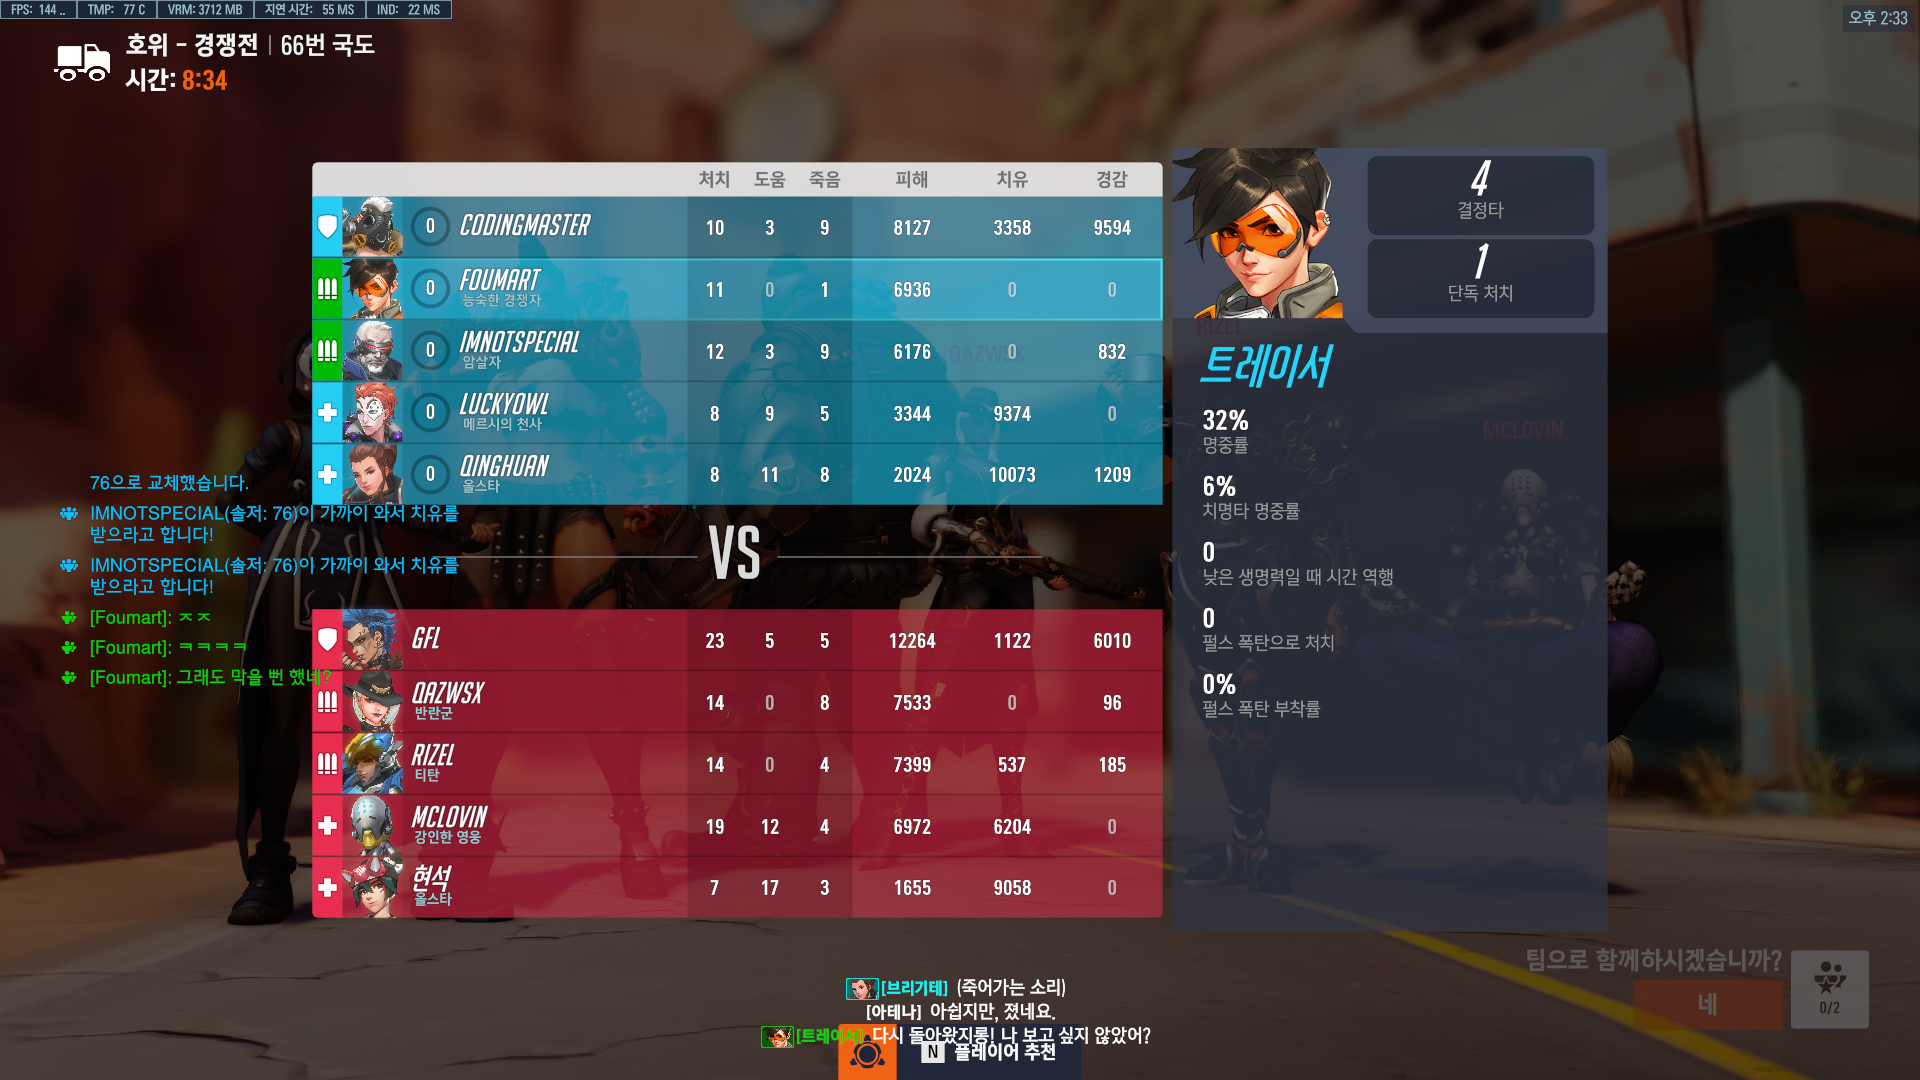 FPS: 144 .. TMP: 77 C VRM: 3712 MB 지연 시간: 55 MS IND: 22 MS
오후 2:33
호위 - 경쟁전 | 66번 국도
시간: 8:34
처치 도움 죽음 피해 치유 경감
0 CODINGMASTER 10 3 9 8127 3358 9594
0 FOUMART 11 0 1 6936 0 0
능숙한 경쟁자
0 IMNOTSPECIAL 12 3 9 6176 0 832
암살자
0 LUCKYOWL 8 9 5 3344 9374 0
메르시의 천사
0 QINGHUAN 8 11 8 2024 10073 1209
올스타
VS
GFL 23 5 5 12264 1122 6010
QAZWSX 14 0 8 7533 0 96
반란군
RIZEL 14 0 4 7399 537 185
티탄
MCLOVIN 19 12 4 6972 6204 0
강인한 영웅
현석 7 17 3 1655 9058 0
올스타
4
결정타
1
단독 처치
RIZEL
QAZWSX
MCLOVIN
트레이서
32%
명중률
6%
치명타 명중률
0
낮은 생명력일 때 시간 역행
0
펄스 폭탄으로 처치
0%
펄스 폭탄 부착률
76으로 교체했습니다.
IMNOTSPECIAL(솔저: 76)이 가까이 와서 치유를
받으라고 합니다!
IMNOTSPECIAL(솔저: 76)이 가까이 와서 치유를
받으라고 합니다!
[Foumart]: ㅈㅈ
[Foumart]: ㅋㅋㅋㅋ
[Foumart]: 그래도 막을 뻔 했네?
[브리기테] (죽어가는 소리)
[아테나] 아쉽지만, 졌네요.
[트레이서] 다시 돌아왔지롱! 나 보고 싶지 않았어?
N 플레이어 추천
팀으로 함께하시겠습니까?
네
0/2